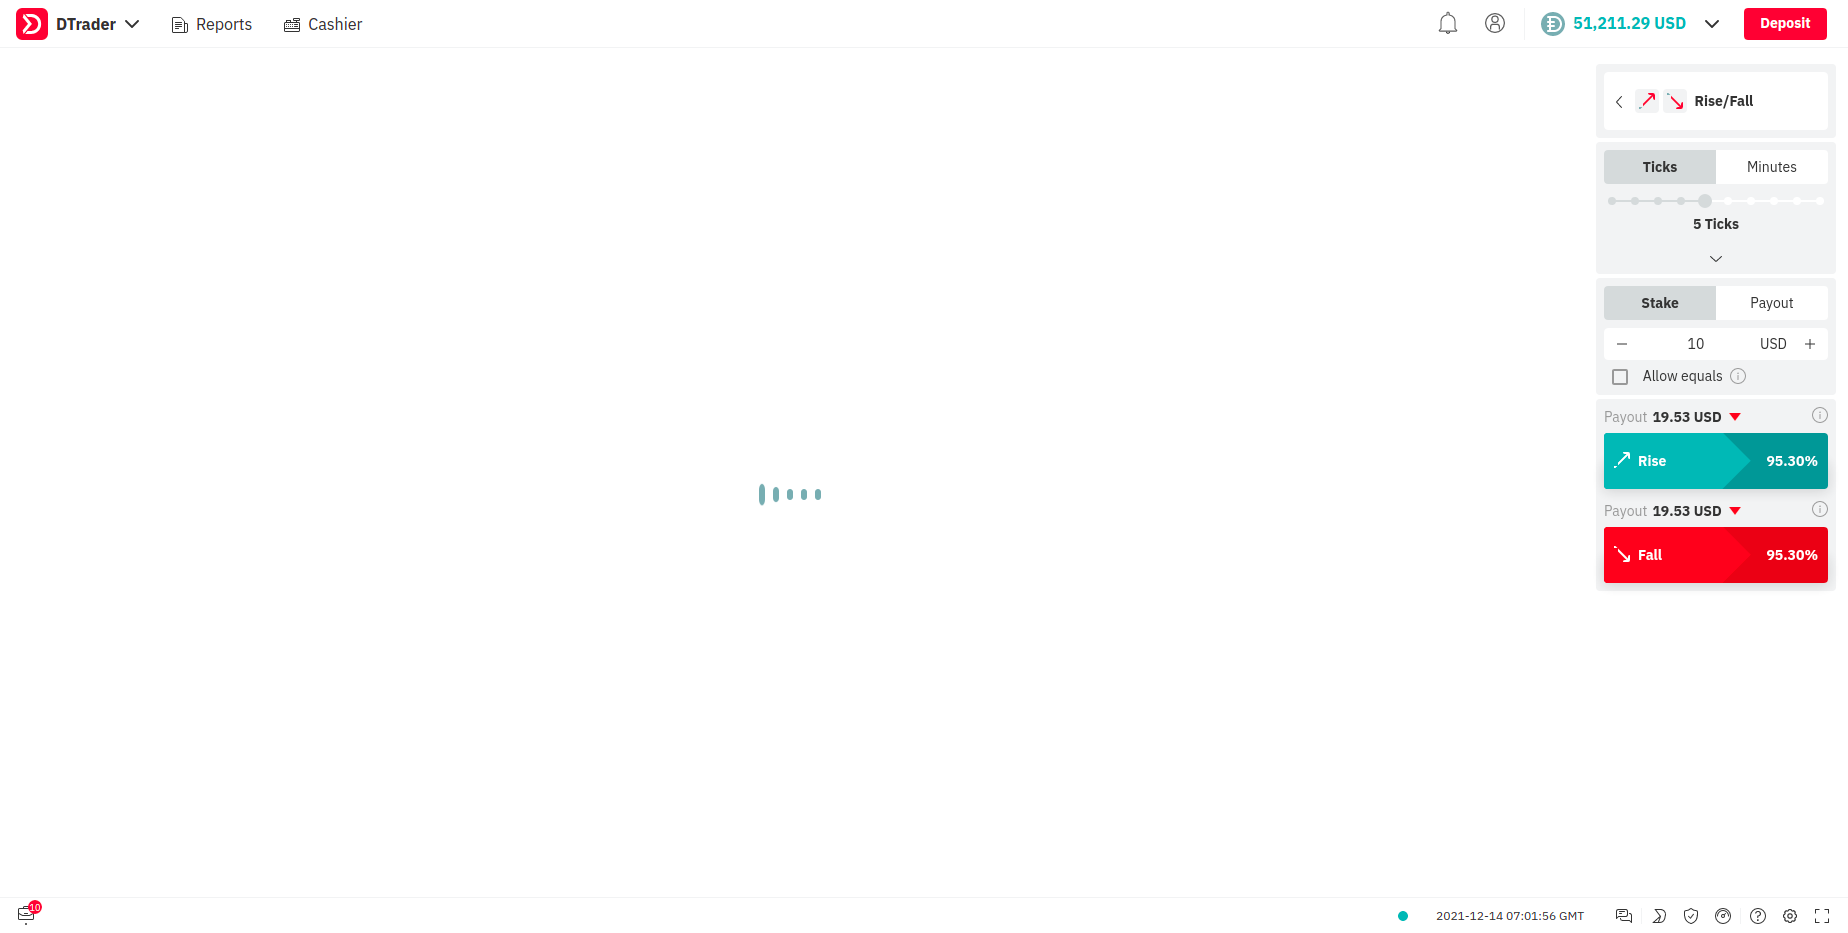 DTrader Reports Cashier 51,211.29 USD Deposit
Rise/Fall
Ticks Minutes
5 Ticks
Stake Payout
10 USD
Allow equals
Payout 19.53 USD
Rise 95.30%
Payout 19.53 USD
Fall 95.30%
10 2021-12-14 07:01:56 GMT